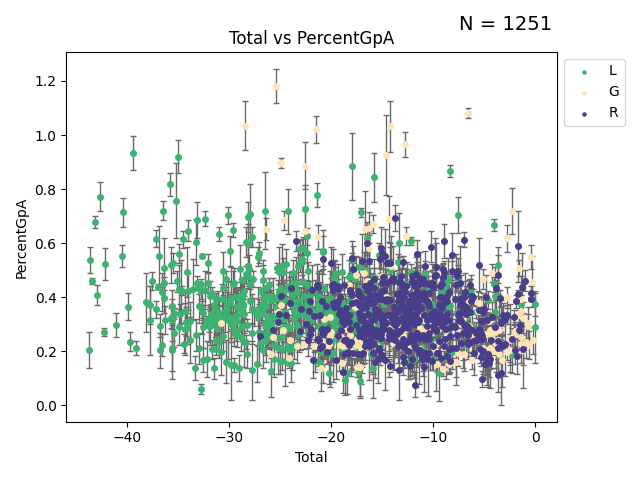 N = 1251
Total vs PercentGpA
L
G
R
PercentGpA
1.2
1.0
0.8
0.6
0.4
0.2
0.0
−40
−30
−20
−10
0
Total